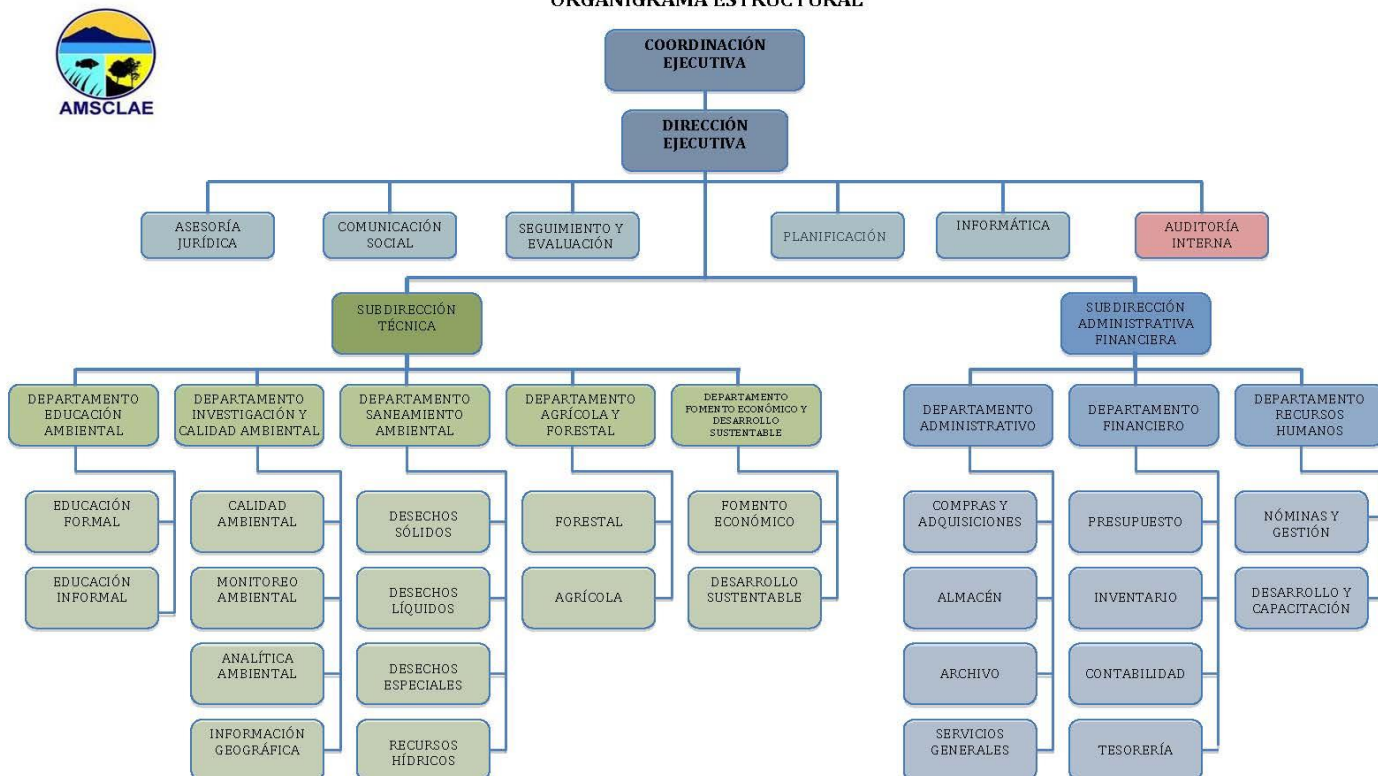 ORGANIGRAMA ESTRUCTURAL
AMSCLAE
COORDINACIÓN
EJECUTIVA
DIRECCIÓN
EJECUTIVA
ASESORÍA
JURÍDICA
COMUNICACIÓN
SOCIAL
SEGUIMIENTO Y
EVALUACIÓN
PLANIFICACIÓN
INFORMÁTICA
AUDITORÍA
INTERNA
SUBDIRECCIÓN
TÉCNICA
SUBDIRECCIÓN
ADMINISTRATIVA
FINANCIERA
DEPARTAMENTO
EDUCACIÓN
AMBIENTAL
DEPARTAMENTO
INVESTIGACIÓN Y
CALIDAD AMBIENTAL
DEPARTAMENTO
SANEAMIENTO
AMBIENTAL
DEPARTAMENTO
AGRÍCOLA Y
FORESTAL
DEPARTAMENTO
FOMENTO ECONÓMICO Y
DESARROLLO
SUSTENTABLE
DEPARTAMENTO
ADMINISTRATIVO
DEPARTAMENTO
FINANCIERO
DEPARTAMENTO
RECURSOS
HUMANOS
EDUCACIÓN
FORMAL
EDUCACIÓN
INFORMAL
CALIDAD
AMBIENTAL
MONITOREO
AMBIENTAL
ANALÍTICA
AMBIENTAL
INFORMACIÓN
GEOGRÁFICA
DESECHOS
SÓLIDOS
DESECHOS
LÍQUIDOS
DESECHOS
ESPECIALES
RECURSOS
HÍDRICOS
FORESTAL
AGRÍCOLA
FOMENTO
ECONÓMICO
DESARROLLO
SUSTENTABLE
COMPRAS Y
ADQUISICIONES
ALMACÉN
ARCHIVO
SERVICIOS
GENERALES
PRESUPUESTO
INVENTARIO
CONTABILIDAD
TESORERÍA
NÓMINAS Y
GESTIÓN
DESARROLLO Y
CAPACITACIÓN